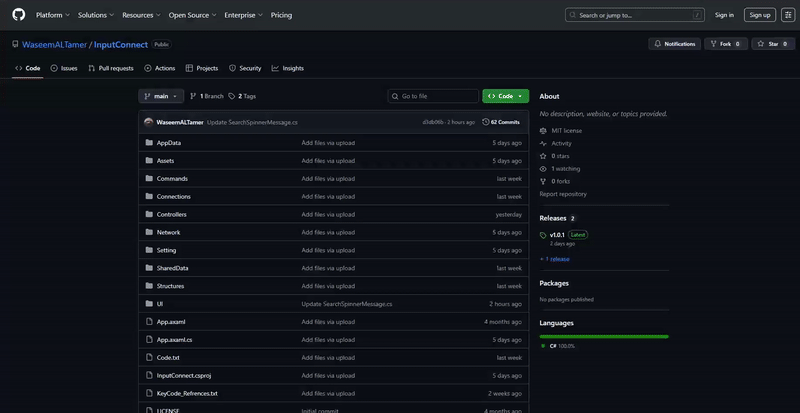 Platform Solutions Resources Open Source Enterprise Pricing Search or jump to... / Sign in Sign up
WaseemALTamer / InputConnect Public Notifications Fork 0 Star 0
Code Issues Pull requests Actions Projects Security Insights
main 1 Branch 2 Tags Go to file Code
WaseemALTamer Update SearchSpinnerMessage.cs d3db06b · 2 hours ago 62 Commits
AppData Add files via upload 5 days ago
Assets Add files via upload 5 days ago
Commands Add files via upload last week
Connections Add files via upload last week
Controllers Add files via upload yesterday
Network Add files via upload 5 days ago
Setting Add files via upload 5 days ago
SharedData Add files via upload last week
Structures Add files via upload last week
UI Update SearchSpinnerMessage.cs 2 hours ago
App.axaml Add files via upload 4 months ago
App.axaml.cs Add files via upload 5 days ago
Code.txt Add files via upload last week
InputConnect.csproj Add files via upload 5 days ago
KeyCode_Refrences.txt Add files via upload 2 weeks ago
LICENSE Initial commit 4 months ago
About
No description, website, or topics provided.
MIT license
Activity
0 stars
1 watching
0 forks
Report repository
Releases 2
v1.0.1 Latest
2 days ago
+ 1 release
Packages
No packages published
Languages
C# 100.0%